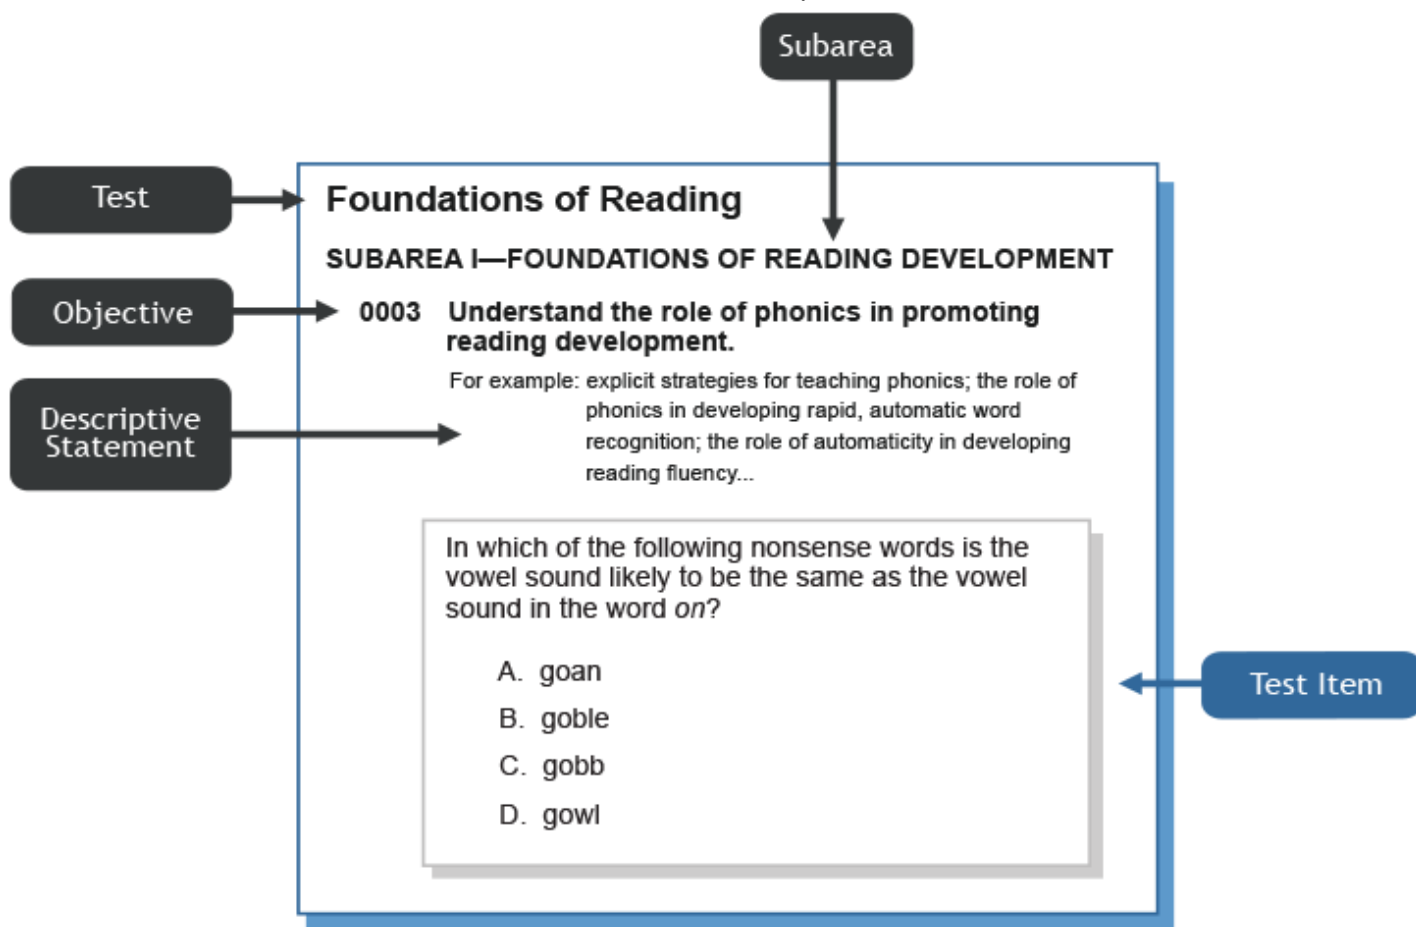 Subarea
Test
Foundations of Reading
SUBAREA I—FOUNDATIONS OF READING DEVELOPMENT
Objective
0003 Understand the role of phonics in promoting
reading development.
Descriptive
Statement
For example: explicit strategies for teaching phonics; the role of
phonics in developing rapid, automatic word
recognition; the role of automaticity in developing
reading fluency...
In which of the following nonsense words is the
vowel sound likely to be the same as the vowel
sound in the word on?
A. goan
B. goble
C. gobb
D. gowl
Test Item